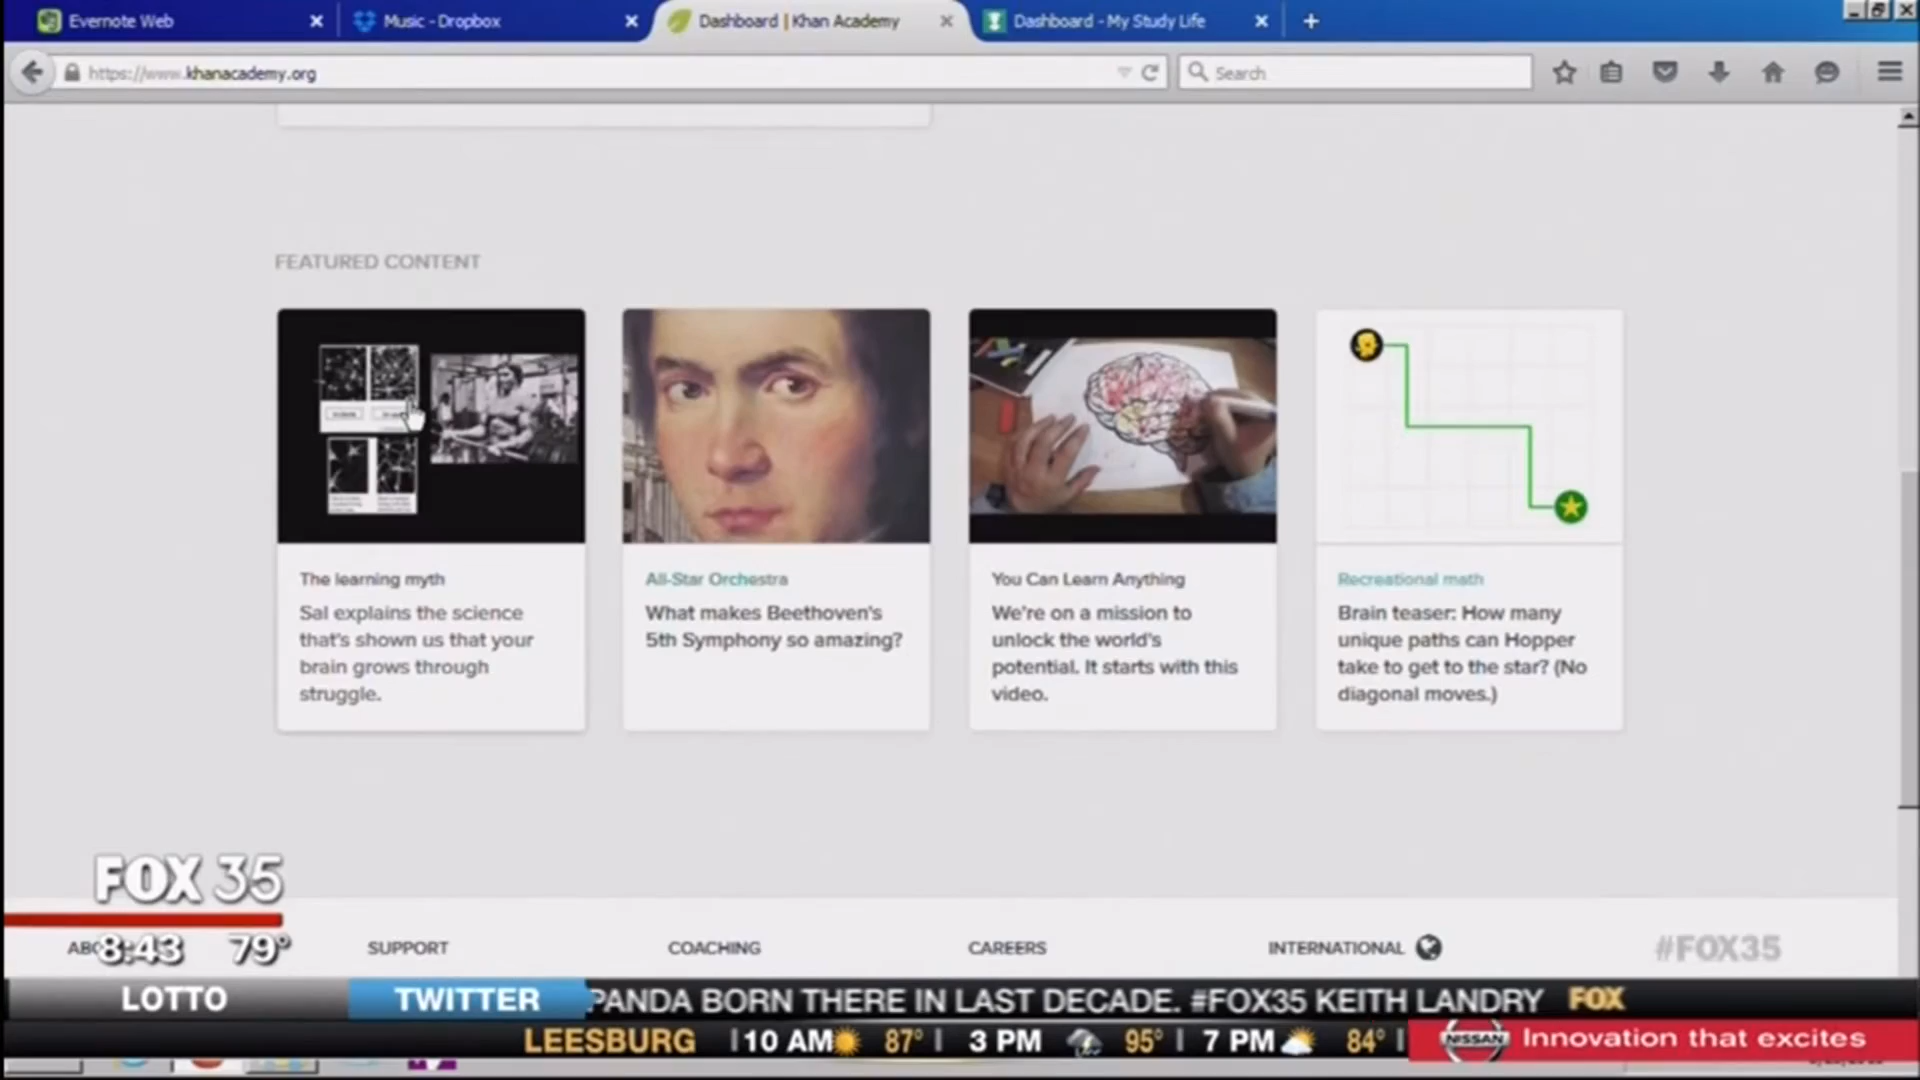 Evernote Web
Music - Dropbox
Dashboard | Khan Academy
Dashboard - My Study Life
https://www.khanacademy.org
Search
FEATURED CONTENT
The learning myth
Sal explains the science
that's shown us that your
brain grows through
struggle.
All-Star Orchestra
What makes Beethoven's
5th Symphony so amazing?
You Can Learn Anything
We're on a mission to
unlock the world's
potential. It starts with this
video.
Recreational math
Brain teaser: How many
unique paths can Hopper
take to get to the star? (No
diagonal moves.)
FOX 35
8:43 79°
SUPPORT
COACHING
CAREERS
INTERNATIONAL
#FOX35
LOTTO
TWITTER
PANDA BORN THERE IN LAST DECADE. #FOX35 KEITH LANDRY FOX
LEESBURG | 10 AM 87° | 3 PM 95° | 7 PM 84° |
NISSAN Innovation that excites